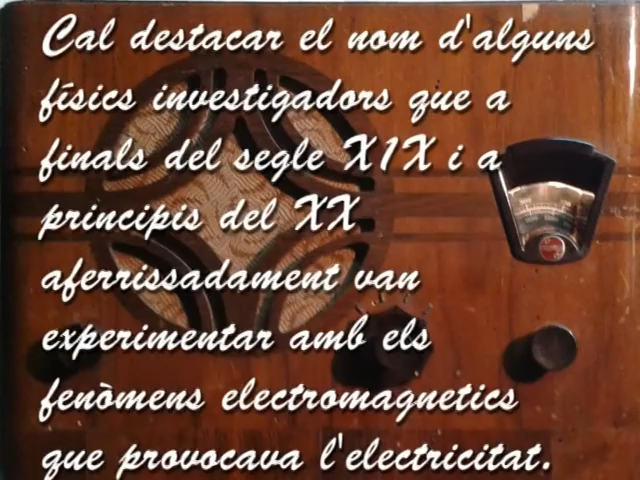 Cal destacar el nom d'alguns
físics investigadors que a
finals del segle XIX i a
principis del XX
aferrissadament van
experimentar amb els
fenòmens electromagnetics
que provocava l'electricitat.